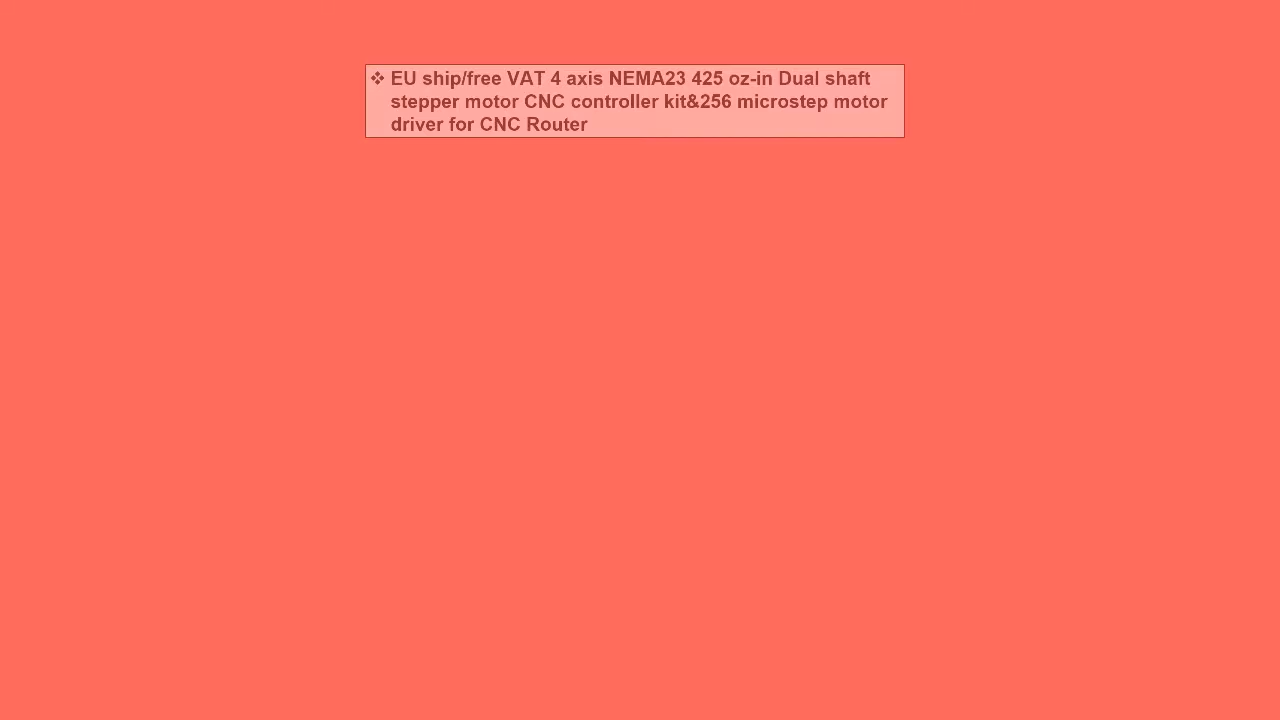 ❖ EU ship/free VAT 4 axis NEMA23 425 oz-in Dual shaft
stepper motor CNC controller kit&256 microstep motor
driver for CNC Router